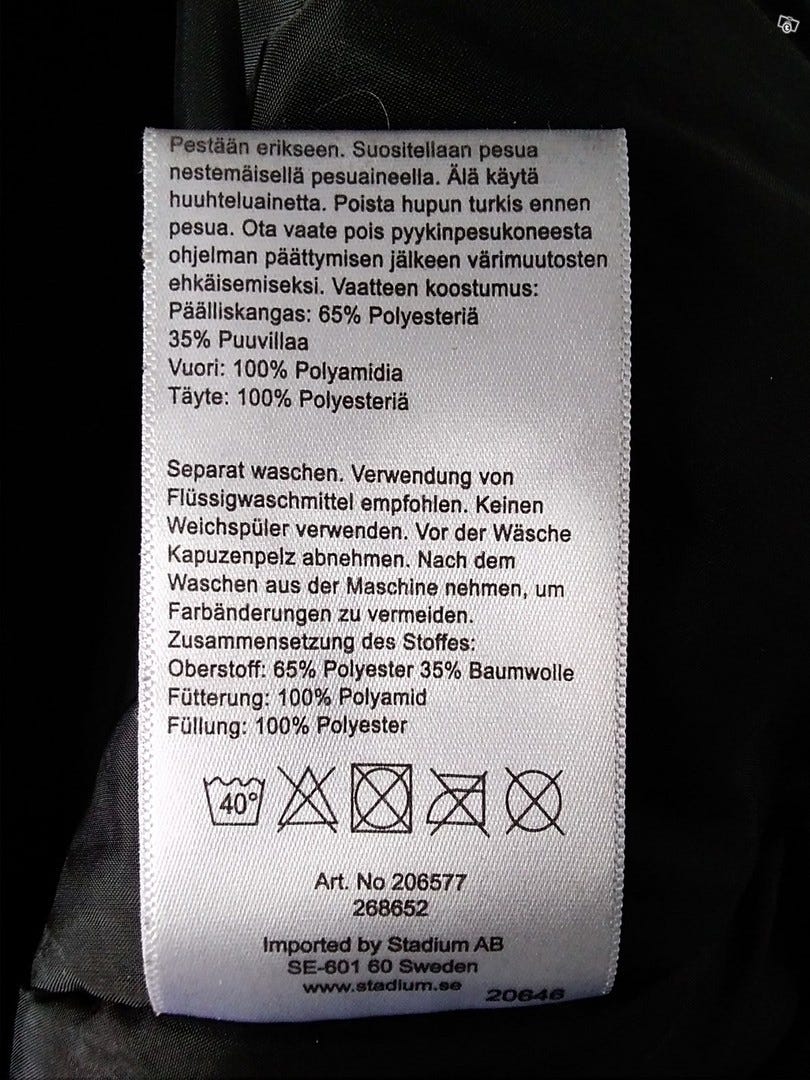 Pestään erikseen. Suositellaan pesua
nestemäisellä pesuaineella. Älä käytä
huuhteluainetta. Poista hupun turkis ennen
pesua. Ota vaate pois pyykinpesukoneesta
ohjelman päättymisen jälkeen värimuutosten
ehkäisemiseksi. Vaatteen koostumus:
Päälliskangas: 65% Polyesteriä
35% Puuvillaa
Vuori: 100% Polyamidia
Täyte: 100% Polyesteriä
Separat waschen. Verwendung von
Flüssigwaschmittel empfohlen. Keinen
Weichspüler verwenden. Vor der Wäsche
Kapuzenpelz abnehmen. Nach dem
Waschen aus der Maschine nehmen, um
Farbänderungen zu vermeiden.
Zusammensetzung des Stoffes:
Oberstoff: 65% Polyester 35% Baumwolle
Fütterung: 100% Polyamid
Füllung: 100% Polyester
40°
Art. No 206577
268652
Imported by Stadium AB
SE-601 60 Sweden
www.stadium.se
20646